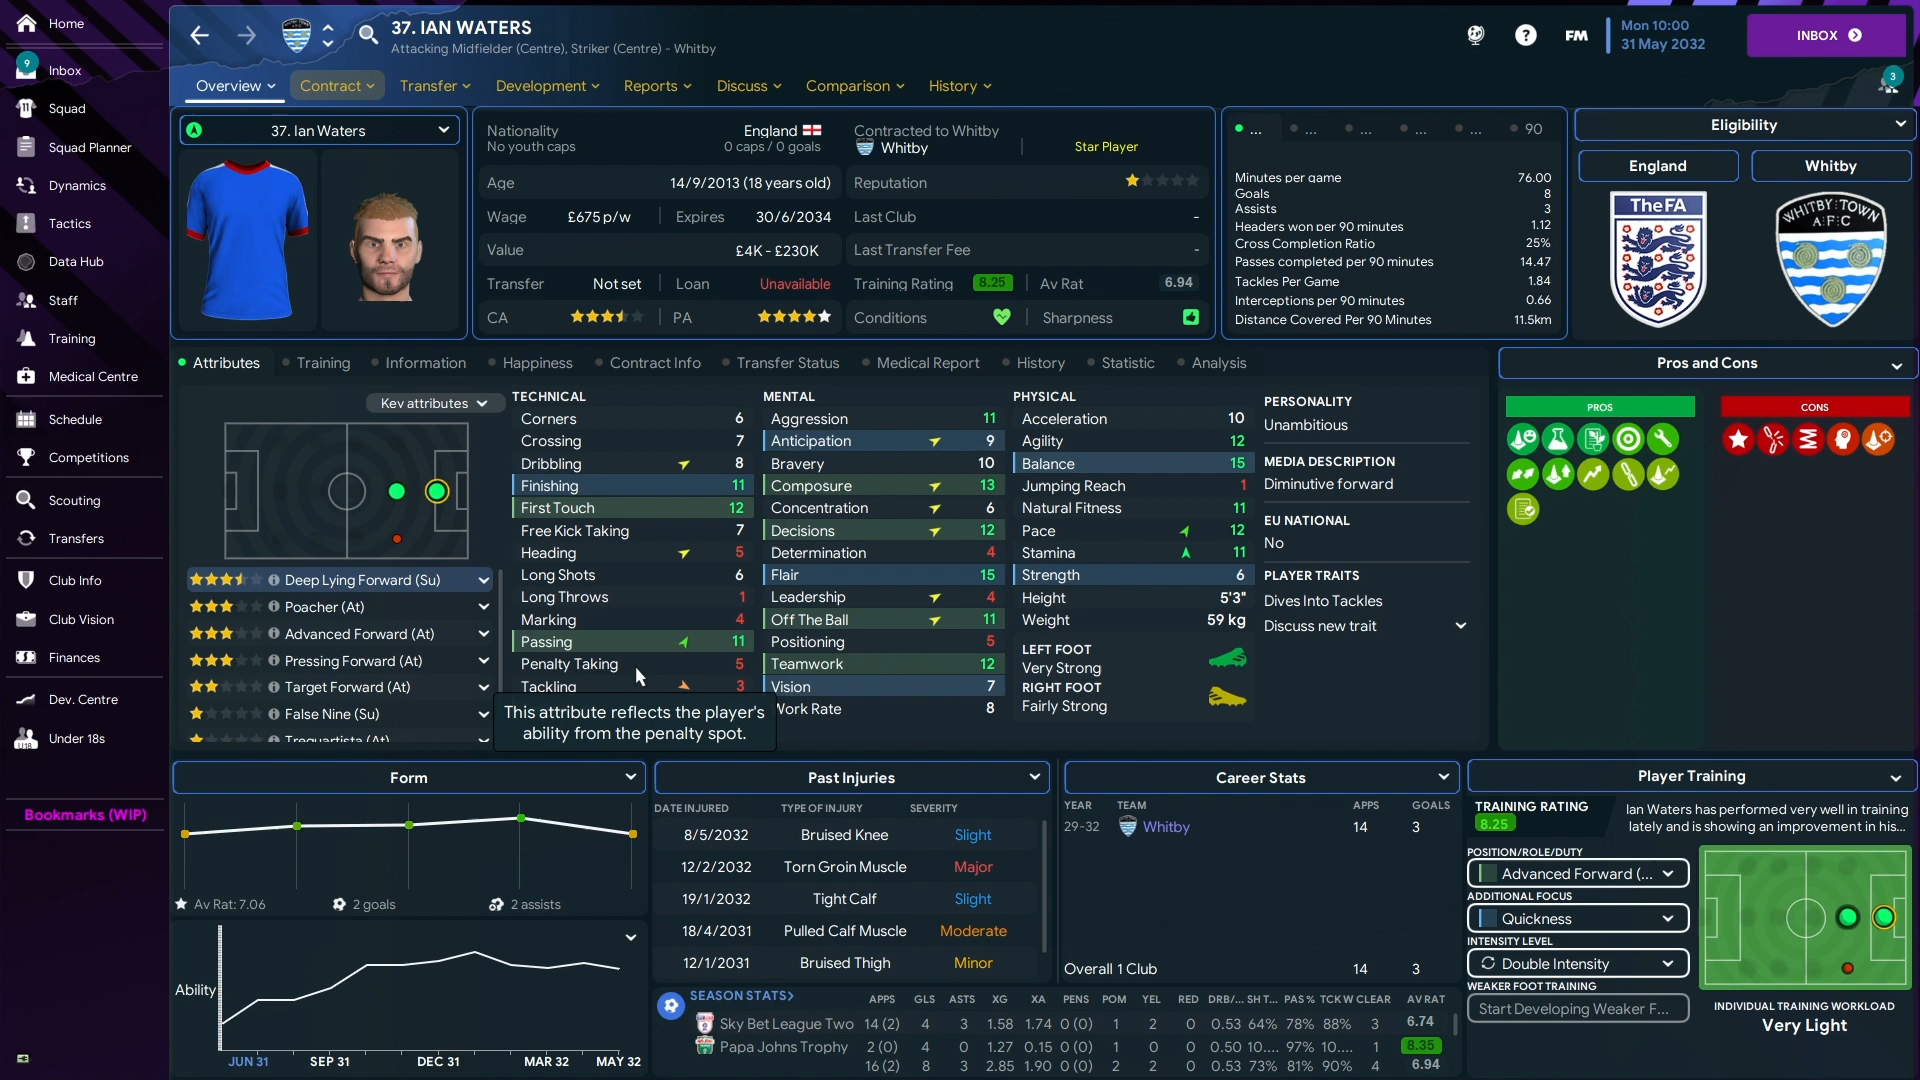 Home
9
Inbox
Squad
Squad Planner
Dynamics
Tactics
Data Hub
Staff
Training
Medical Centre
Schedule
Competitions
Scouting
Transfers
Club Info
Club Vision
Finances
Dev. Centre
Under 18s
Bookmarks (WIP)
37. IAN WATERS
Attacking Midfielder (Centre), Striker (Centre) - Whitby
FM
Mon 10:00
31 May 2032
INBOX
3
Overview
Contract
Transfer
Development
Reports
Discuss
Comparison
History
37. Ian Waters
Nationality England
No youth caps 0 caps / 0 goals
Age 14/9/2013 (18 years old)
Wage £675 p/w Expires 30/6/2034
Value £4K - £230K
Transfer Not set Loan Unavailable
CA PA
Contracted to Whitby
Whitby Star Player
Reputation
Last Club -
Last Transfer Fee -
Training Rating 8.25 Av Rat 6.94
Conditions Sharpness
... ... ... ... ... 90
Minutes per game 76.00
Goals 8
Assists 3
Headers won per 90 minutes 1.12
Cross Completion Ratio 25%
Passes completed per 90 minutes 14.47
Tackles Per Game 1.84
Interceptions per 90 minutes 0.66
Distance Covered Per 90 Minutes 11.5km
Eligibility
England Whitby
The FA
WHITBY TOWN
A.F.C
Attributes
Training
Information
Happiness
Contract Info
Transfer Status
Medical Report
History
Statistic
Analysis
Key attributes
Deep Lying Forward (Su)
Poacher (At)
Advanced Forward (At)
Pressing Forward (At)
Target Forward (At)
False Nine (Su)
Trequartista (At)
TECHNICAL
Corners 6
Crossing 7
Dribbling 8
Finishing 11
First Touch 12
Free Kick Taking 7
Heading 5
Long Shots 6
Long Throws 1
Marking 4
Passing 11
Penalty Taking 5
Tackling 3
This attribute reflects the player's
ability from the penalty spot.
MENTAL
Aggression 11
Anticipation 9
Bravery 10
Composure 13
Concentration 6
Decisions 12
Determination 4
Flair 15
Leadership 4
Off The Ball 11
Positioning 5
Teamwork 12
Vision 7
Work Rate 8
PHYSICAL
Acceleration 10
Agility 12
Balance 15
Jumping Reach 1
Natural Fitness 11
Pace 12
Stamina 11
Strength 6
Height 5'3"
Weight 59 kg
LEFT FOOT
Very Strong
RIGHT FOOT
Fairly Strong
PERSONALITY
Unambitious
MEDIA DESCRIPTION
Diminutive forward
EU NATIONAL
No
PLAYER TRAITS
Dives Into Tackles
Discuss new trait
Pros and Cons
PROS CONS
Form
Av Rat: 7.06 2 goals 2 assists
Ability
JUN 31 SEP 31 DEC 31 MAR 32 MAY 32
Past Injuries
DATE INJURED TYPE OF INJURY SEVERITY
8/5/2032 Bruised Knee Slight
12/2/2032 Torn Groin Muscle Major
19/1/2032 Tight Calf Slight
18/4/2031 Pulled Calf Muscle Moderate
12/1/2031 Bruised Thigh Minor
Career Stats
YEAR TEAM APPS GOALS
29-32 Whitby 14 3
Overall 1 Club 14 3
SEASON STATS> APPS GLS ASTS XG XA PENS POM YEL RED DRB/... SH T... PAS % TCK W CLEAR AV RAT
Sky Bet League Two 14 (2) 4 3 1.58 1.74 0 (0) 1 2 0 0.53 64% 78% 88% 3 6.74
Papa Johns Trophy 2 (0) 4 0 1.27 0.15 0 (0) 1 0 0 0.50 10.... 97% 10.... 1 8.35
16 (2) 8 3 2.85 1.90 0 (0) 2 2 0 0.53 73% 81% 90% 4 6.94
Player Training
TRAINING RATING
8.25
Ian Waters has performed very well in training
lately and is showing an improvement in his...
POSITION/ROLE/DUTY
Advanced Forward (...
ADDITIONAL FOCUS
Quickness
INTENSITY LEVEL
Double Intensity
WEAKER FOOT TRAINING
Start Developing Weaker F...
INDIVIDUAL TRAINING WORKLOAD
Very Light